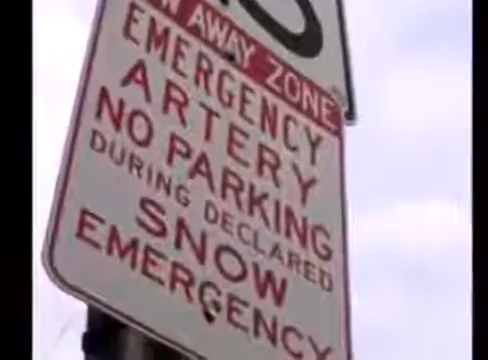 AWAY ZONE
EMERGENCY
ARTERY
NO PARKING
DURING DECLARED
SNOW
EMERGENCY